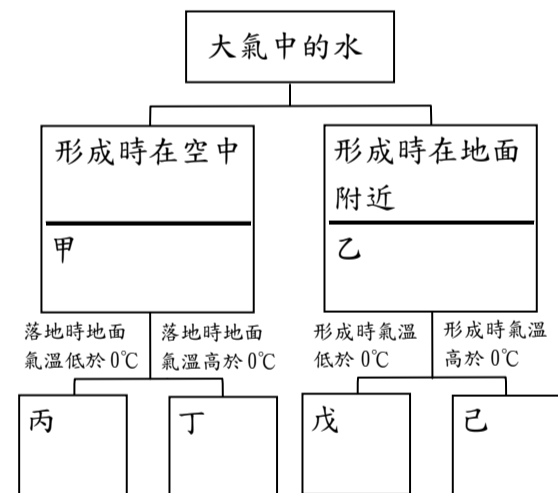 大氣中的水
形成時在空中
甲
形成時在地面
附近
乙
落地時地面
氣溫低於 0℃
落地時地面
氣溫高於 0℃
形成時氣溫
低於 0℃
形成時氣溫
高於 0℃
丙
丁
戊
己